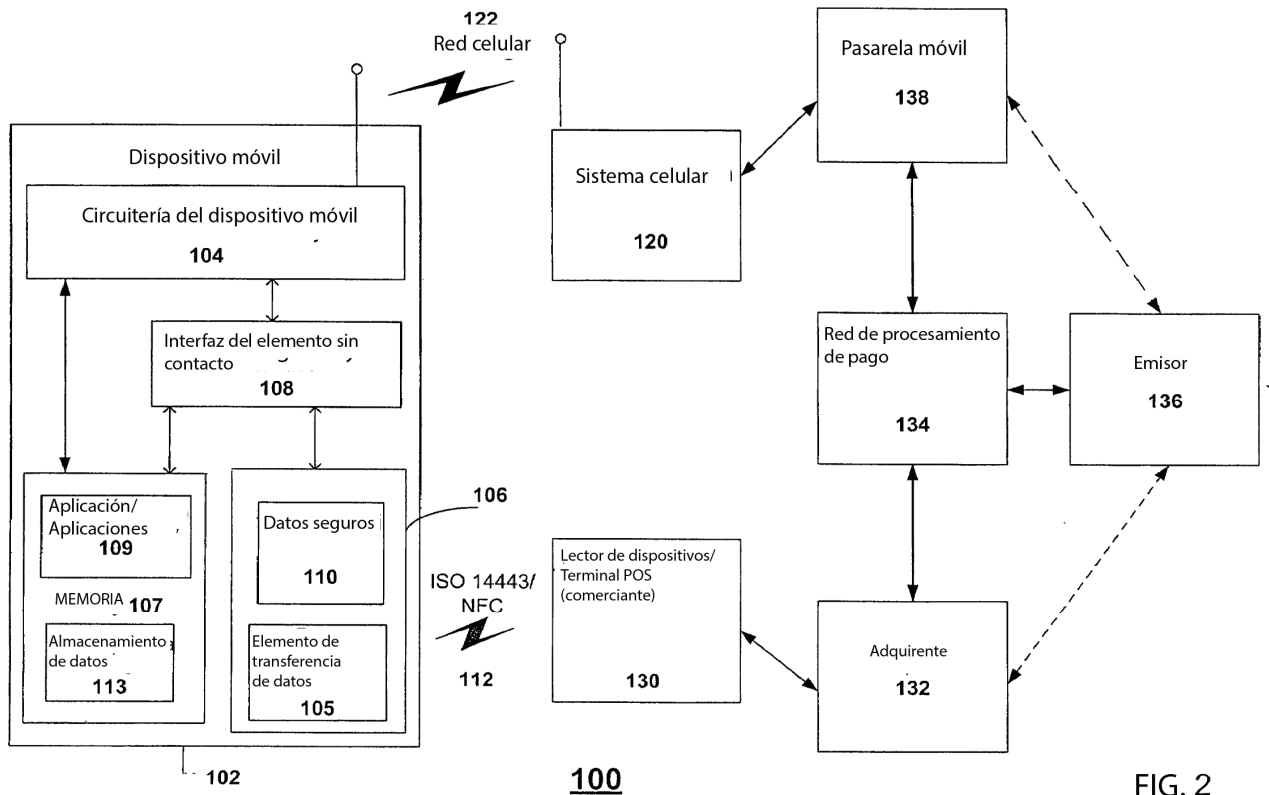 122
Red celular
Pasarela móvil
138
Dispositivo móvil
Circuitería del dispositivo móvil
104
Sistema celular
120
Interfaz del elemento sin
contacto
108
Red de procesamiento
de pago
134
Emisor
136
Aplicación/
Aplicaciones
109
MEMORIA 107
Almacenamiento
de datos
113
Datos seguros
110
Elemento de
transferencia
de datos
105
106
ISO 14443/
NFC
112
Lector de dispositivos/
Terminal POS
(comerciante)
130
Adquirente
132
102
100
FIG. 2